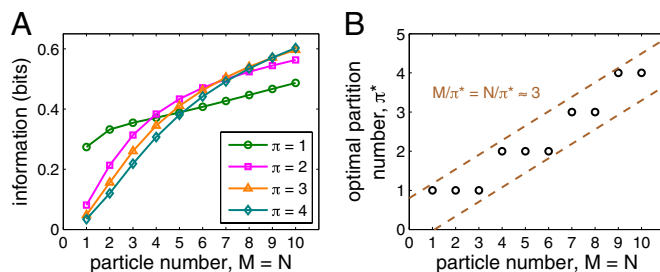 A
information (bits)
0.6
0.4
0.2
0
π = 1
π = 2
π = 3
π = 4
0 1 2 3 4 5 6 7 8 9 10
particle number, M = N
B
optimal partition
number, π*
5
4
3
2
1
0
M/π* = N/π* ≈ 3
0 1 2 3 4 5 6 7 8 9 10
particle number, M = N